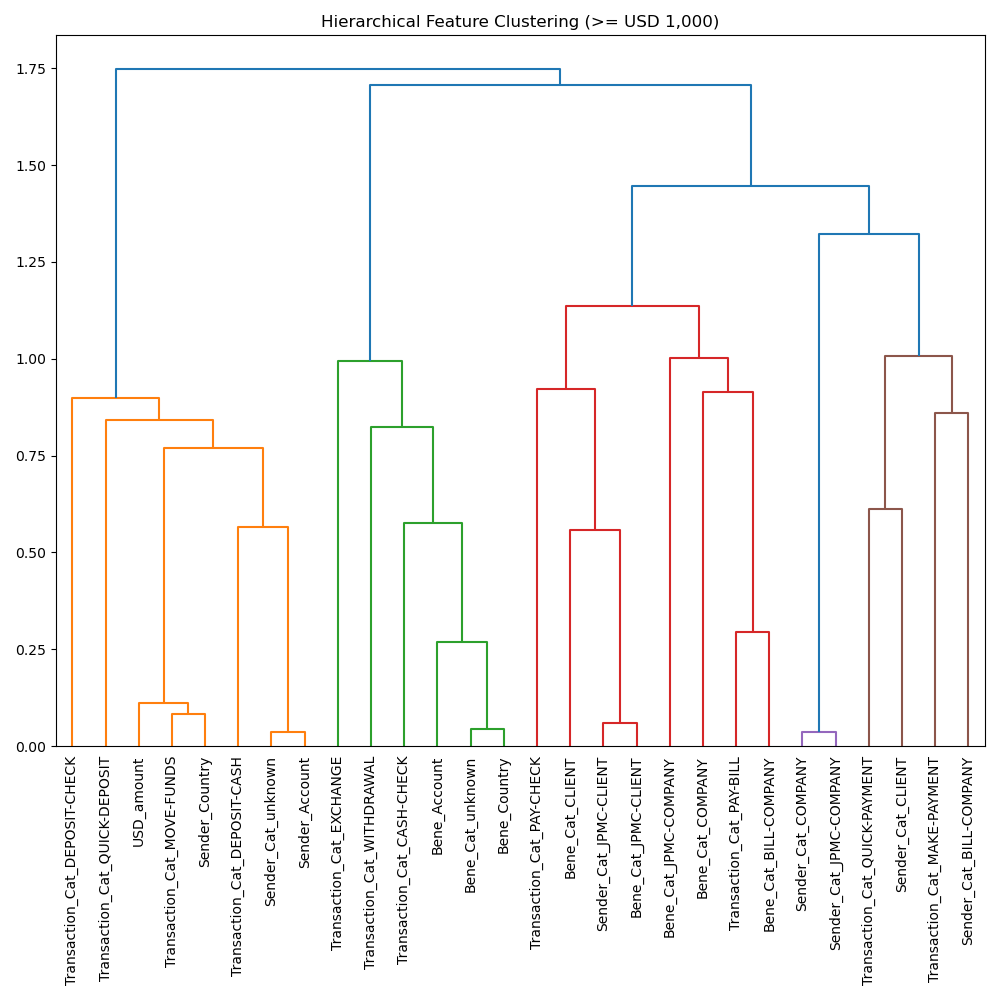 Hierarchical Feature Clustering (>= USD 1,000)
1.75
1.50
1.25
1.00
0.75
0.50
0.25
0.00
Transaction_Cat_DEPOSIT-CHECK
Transaction_Cat_QUICK-DEPOSIT
USD_amount
Transaction_Cat_MOVE-FUNDS
Sender_Country
Transaction_Cat_DEPOSIT-CASH
Sender_Cat_unknown
Sender_Account
Transaction_Cat_EXCHANGE
Transaction_Cat_WITHDRAWAL
Transaction_Cat_CASH-CHECK
Bene_Account
Bene_Cat_unknown
Bene_Country
Transaction_Cat_PAY-CHECK
Bene_Cat_CLIENT
Sender_Cat_JPMC-CLIENT
Bene_Cat_JPMC-CLIENT
Bene_Cat_JPMC-COMPANY
Bene_Cat_COMPANY
Transaction_Cat_PAY-BILL
Bene_Cat_BILL-COMPANY
Sender_Cat_COMPANY
Sender_Cat_JPMC-COMPANY
Transaction_Cat_QUICK-PAYMENT
Sender_Cat_CLIENT
Transaction_Cat_MAKE-PAYMENT
Sender_Cat_BILL-COMPANY